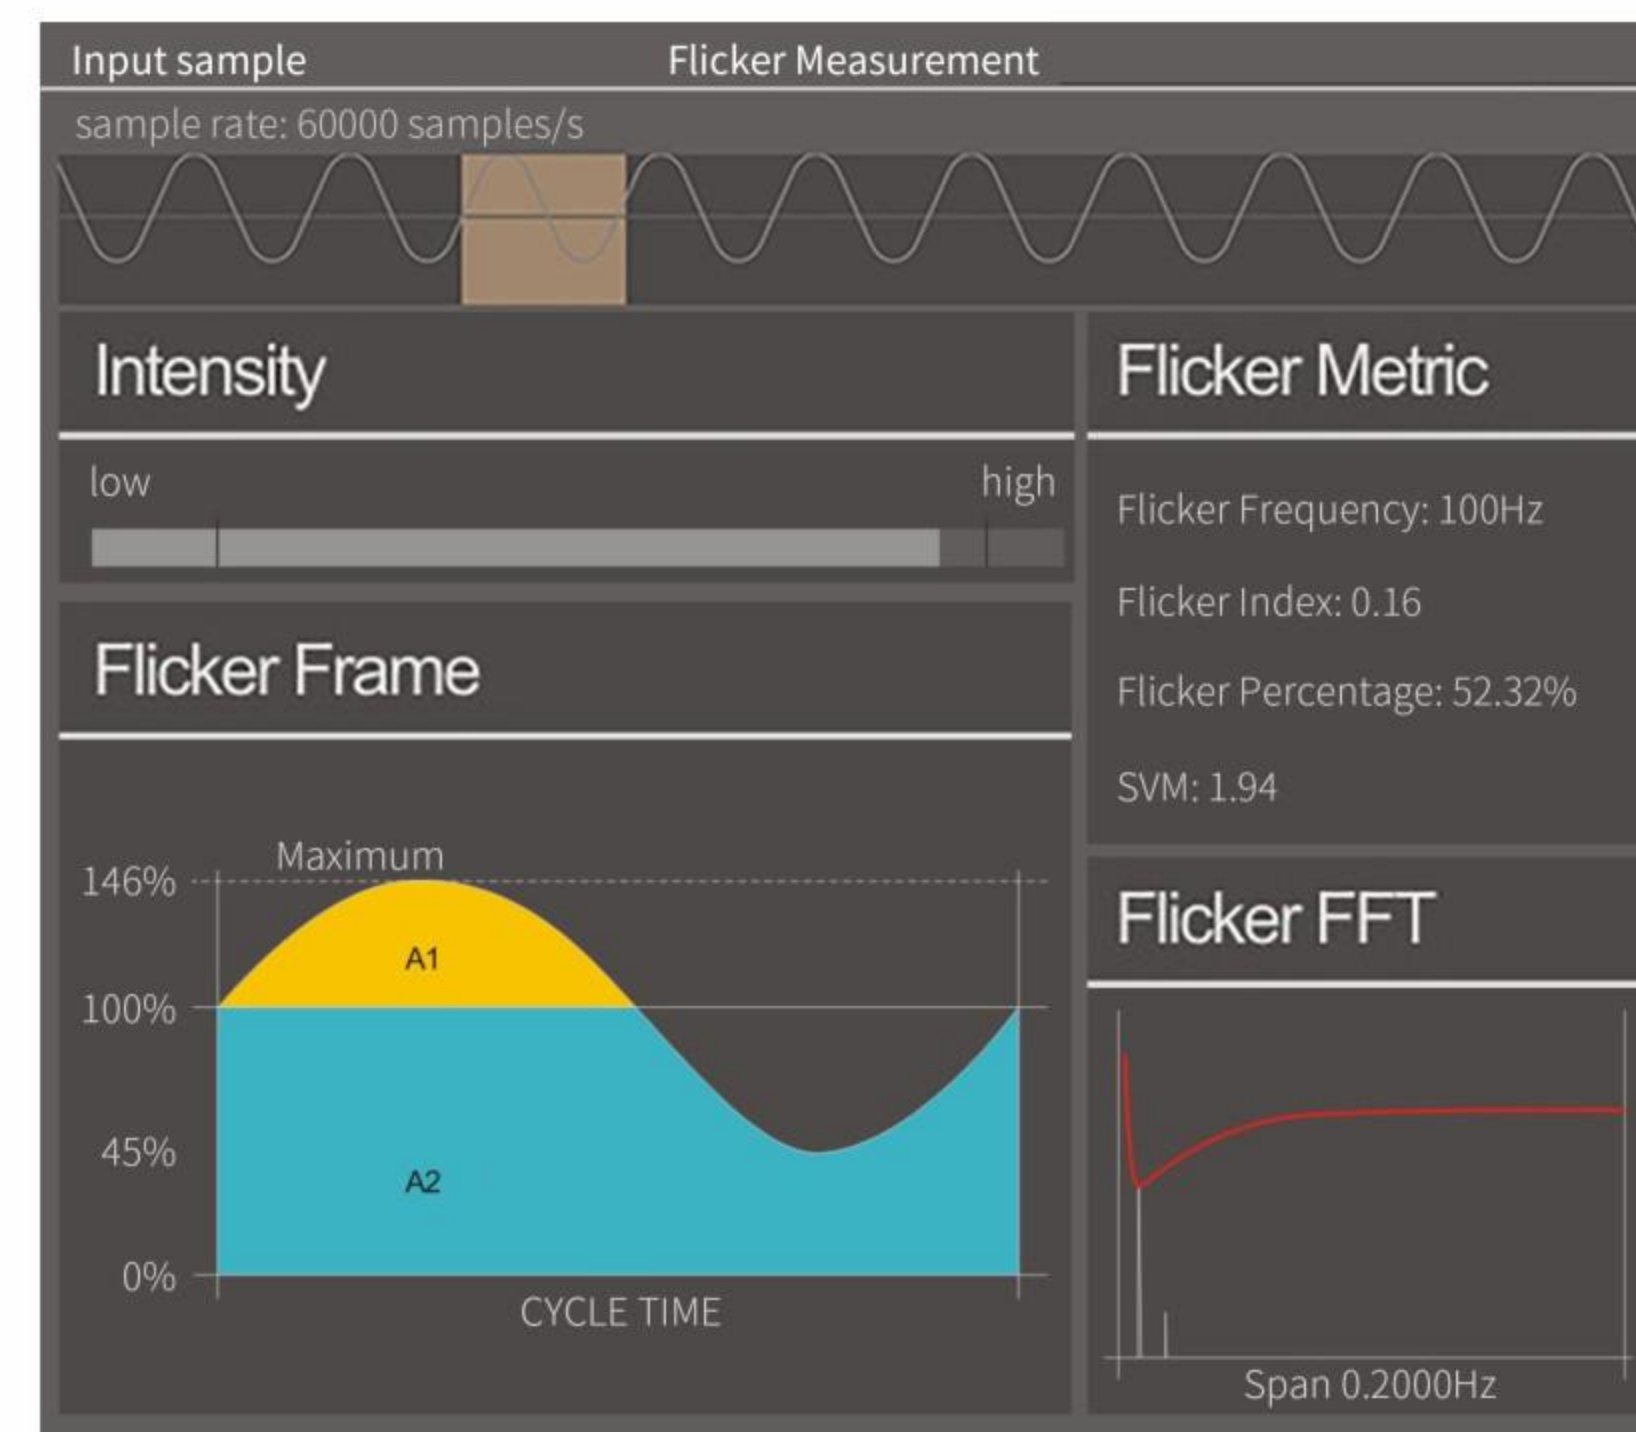 Input sample
Flicker Measurement
sample rate: 60000 samples/s
Intensity
low
high
Flicker Metric
Flicker Frequency: 100Hz
Flicker Index: 0.16
Flicker Percentage: 52.32%
SVM: 1.94
Flicker Frame
Maximum
146%
A1
100%
45%
A2
0%
CYCLE TIME
Flicker FFT
Span 0.2000Hz